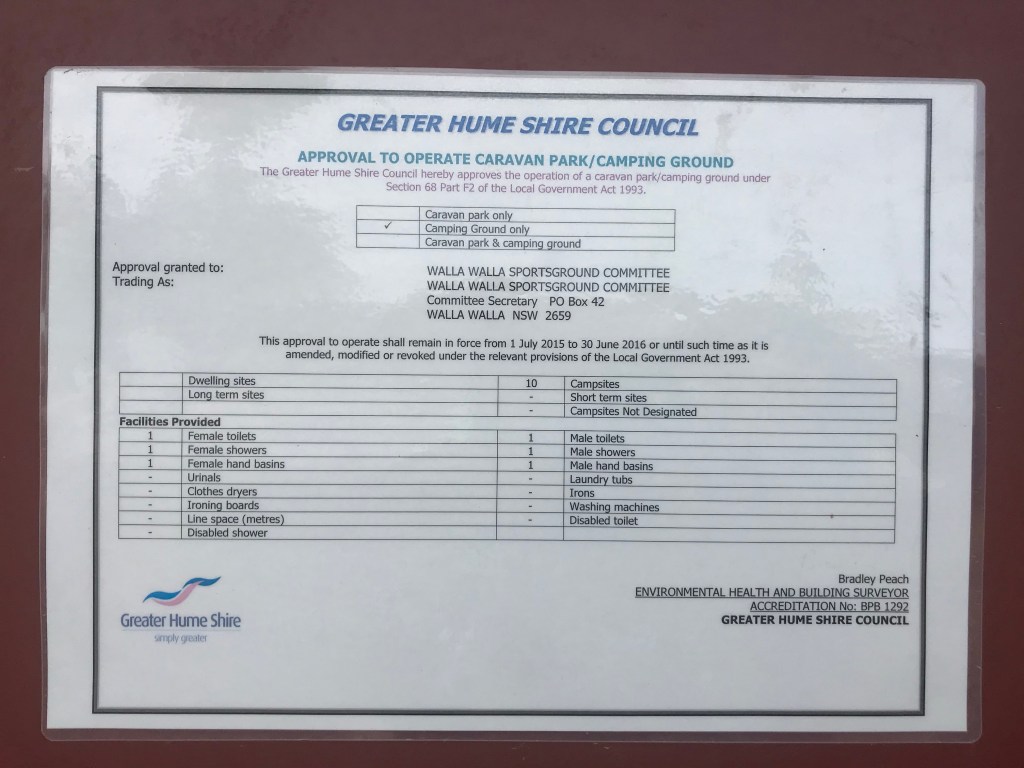 GREATER HUME SHIRE COUNCIL
APPROVAL TO OPERATE CARAVAN PARK/CAMPING GROUND
The Greater Hume Shire Council hereby approves the operation of a caravan park/camping ground under
Section 68 Part F2 of the Local Government Act 1993.
Caravan park only
✓ Camping Ground only
Caravan park & camping ground
Approval granted to: WALLA WALLA SPORTSGROUND COMMITTEE
Trading As: WALLA WALLA SPORTSGROUND COMMITTEE
Committee Secretary PO Box 42
WALLA WALLA NSW 2659
This approval to operate shall remain in force from 1 July 2015 to 30 June 2016 or until such time as it is
amended, modified or revoked under the relevant provisions of the Local Government Act 1993.
Dwelling sites 10 Campsites
Long term sites - Short term sites
- Campsites Not Designated
Facilities Provided
1 Female toilets 1 Male toilets
1 Female showers 1 Male showers
1 Female hand basins 1 Male hand basins
- Urinals - Laundry tubs
- Clothes dryers - Irons
- Ironing boards - Washing machines
- Line space (metres) - Disabled toilet
- Disabled shower
Bradley Peach
ENVIRONMENTAL HEALTH AND BUILDING SURVEYOR
ACCREDITATION No: BPB 1292
GREATER HUME SHIRE COUNCIL
Greater Hume Shire
simply greater